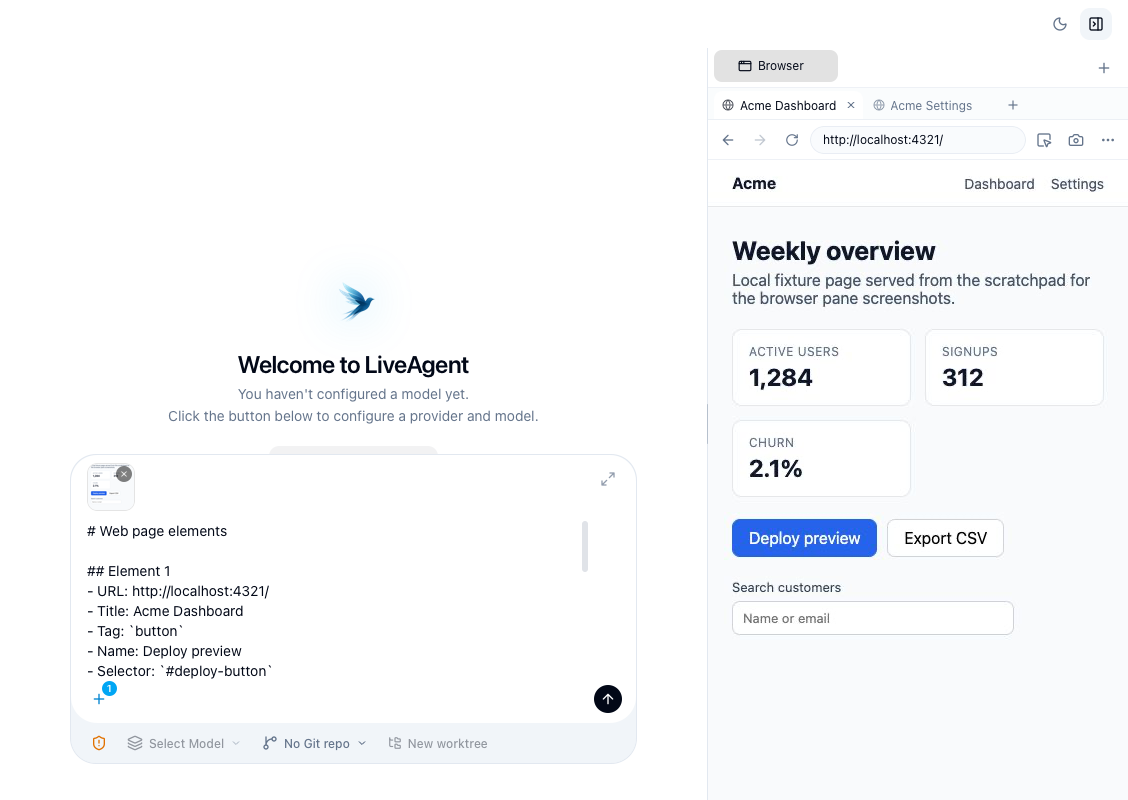 Browser
Acme Dashboard
Acme Settings
http://localhost:4321/
Acme
Dashboard
Settings
Weekly overview
Local fixture page served from the scratchpad for
the browser pane screenshots.
ACTIVE USERS
1,284
SIGNUPS
312
CHURN
2.1%
Deploy preview
Export CSV
Search customers
Name or email
Welcome to LiveAgent
You haven't configured a model yet.
Click the button below to configure a provider and model.
# Web page elements
## Element 1
- URL: http://localhost:4321/
- Title: Acme Dashboard
- Tag: `button`
- Name: Deploy preview
- Selector: `#deploy-button`
1
Select Model
No Git repo
New worktree